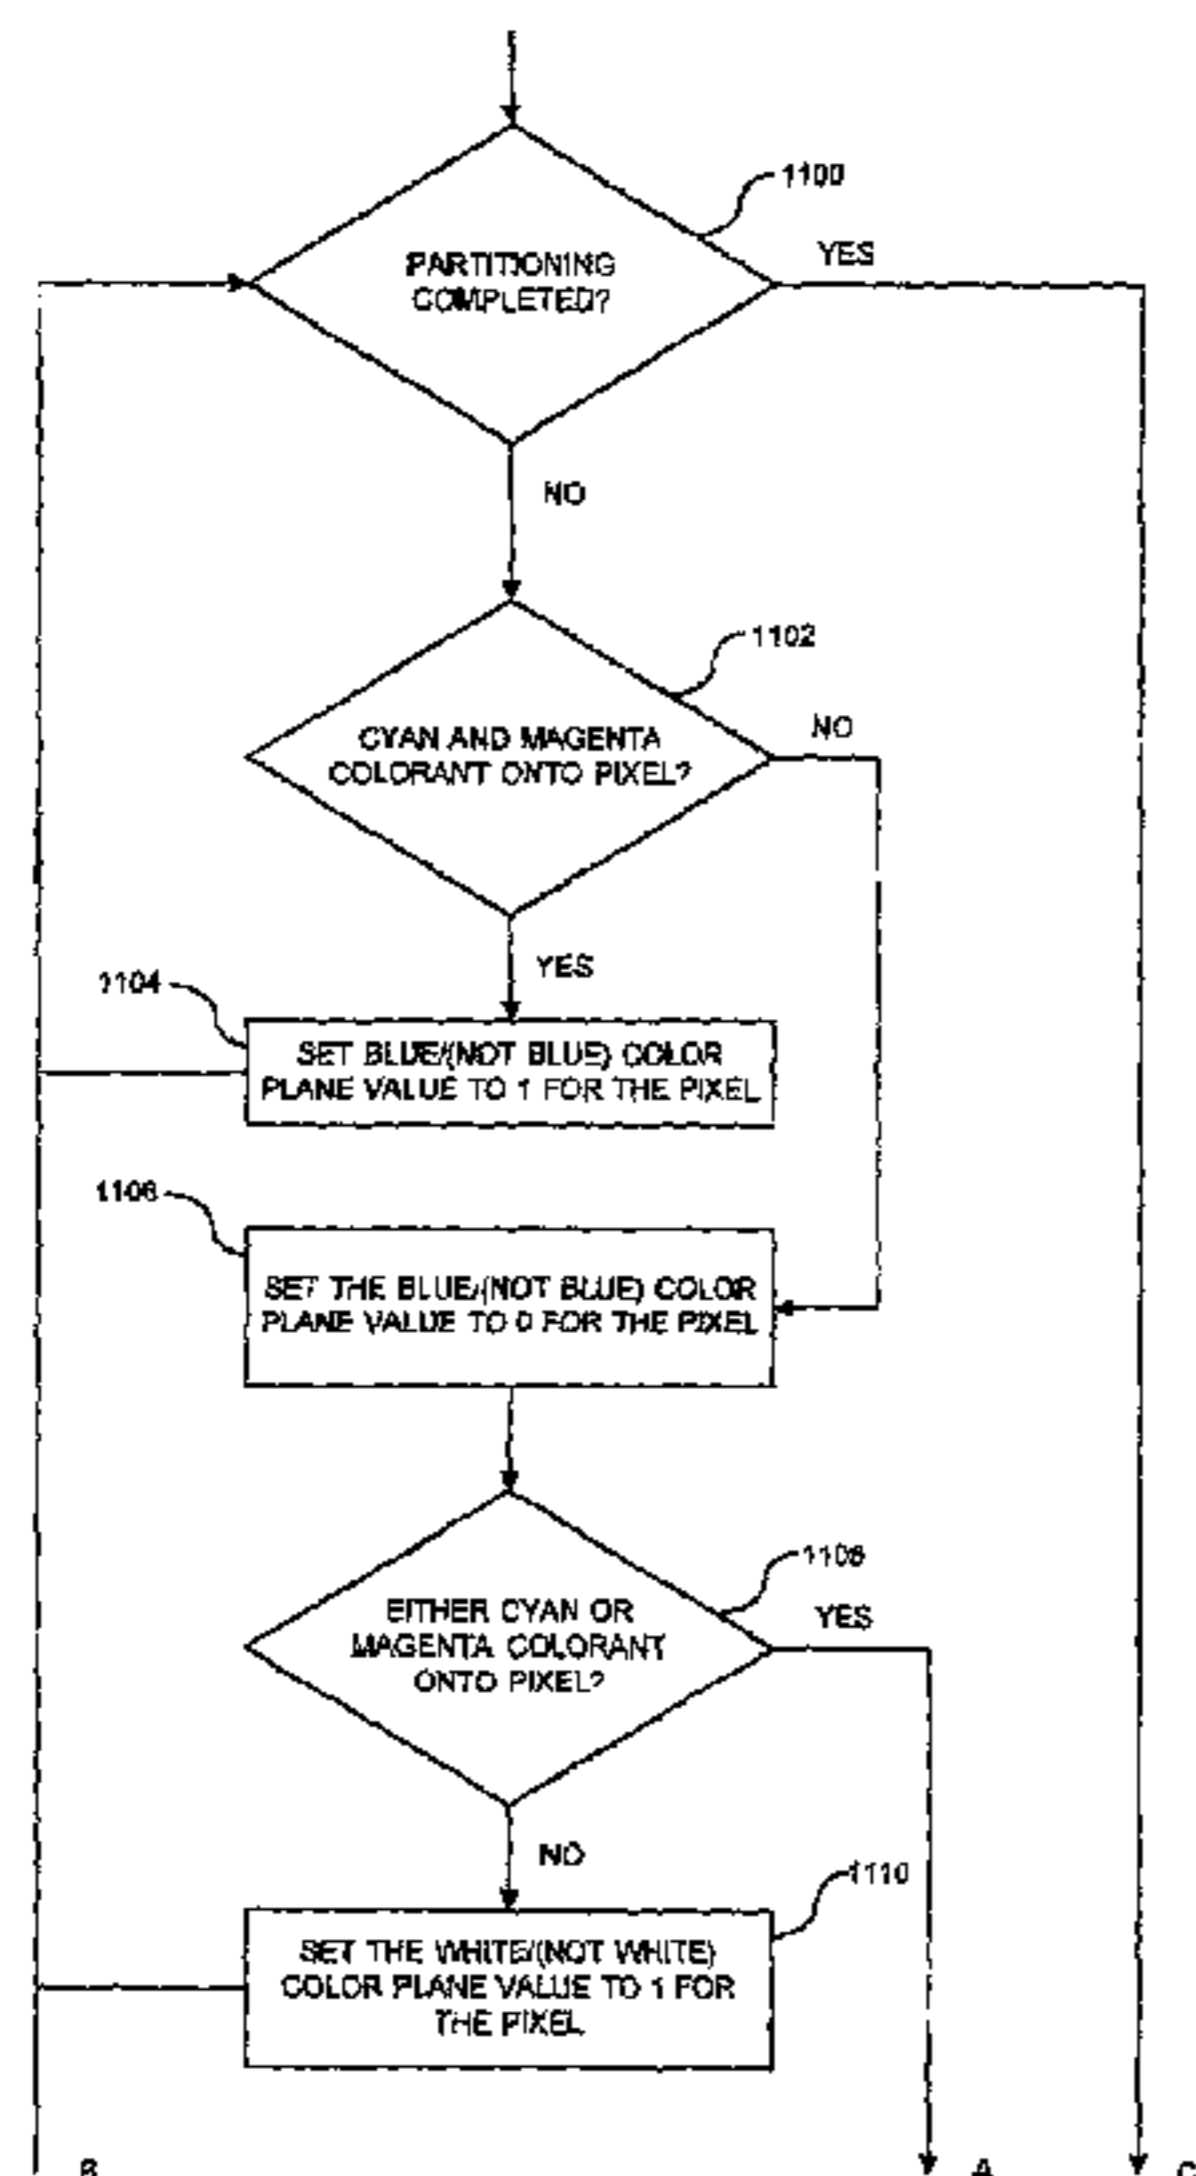 1100
PARTITIONING
COMPLETED?
YES
NO
1102
CYAN AND MAGENTA
COLORANT ONTO PIXEL?
NO
YES
1104
SET BLUE/(NOT BLUE) COLOR
PLANE VALUE TO 1 FOR THE PIXEL
1106
SET THE BLUE/(NOT BLUE) COLOR
PLANE VALUE TO 0 FOR THE PIXEL
1108
EITHER CYAN OR
MAGENTA COLORANT
ONTO PIXEL?
YES
NO
1110
SET THE WHITE/(NOT WHITE)
COLOR PLANE VALUE TO 1 FOR
THE PIXEL
B
A
C